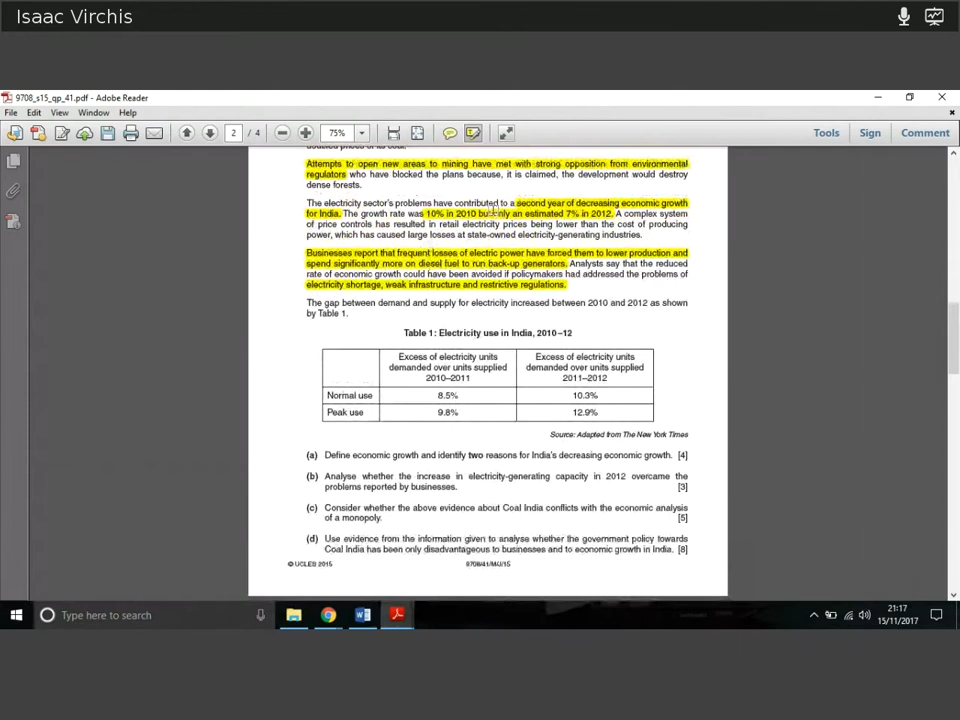 Isaac Virchis
9708_s15_qp_41.pdf - Adobe Reader
File Edit View Window Help
2 / 4 75% Tools Sign Comment
doubled prices of its coal.
Attempts to open new areas to mining have met with strong opposition from environmental
regulators who have blocked the plans because, it is claimed, the development would destroy
dense forests.
The electricity sector's problems have contributed to a second year of decreasing economic growth
for India. The growth rate was 10% in 2010 but only an estimated 7% in 2012. A complex system
of price controls has resulted in retail electricity prices being lower than the cost of producing
power, which has caused large losses at state-owned electricity-generating industries.
Businesses report that frequent losses of electric power have forced them to lower production and
spend significantly more on diesel fuel to run back-up generators. Analysts say that the reduced
rate of economic growth could have been avoided if policymakers had addressed the problems of
electricity shortage, weak infrastructure and restrictive regulations.
The gap between demand and supply for electricity increased between 2010 and 2012 as shown
by Table 1.
Table 1: Electricity use in India, 2010–12
Excess of electricity units Excess of electricity units
demanded over units supplied demanded over units supplied
2010–2011 2011–2012
Normal use 8.5% 10.3%
Peak use 9.8% 12.9%
Source: Adapted from The New York Times
(a) Define economic growth and identify two reasons for India's decreasing economic growth. [4]
(b) Analyse whether the increase in electricity-generating capacity in 2012 overcame the
problems reported by businesses. [3]
(c) Consider whether the above evidence about Coal India conflicts with the economic analysis
of a monopoly. [5]
(d) Use evidence from the information given to analyse whether the government policy towards
Coal India has been only disadvantageous to businesses and to economic growth in India. [8]
© UCLES 2015 9708/41/M/J/15
Type here to search 21:17
15/11/2017